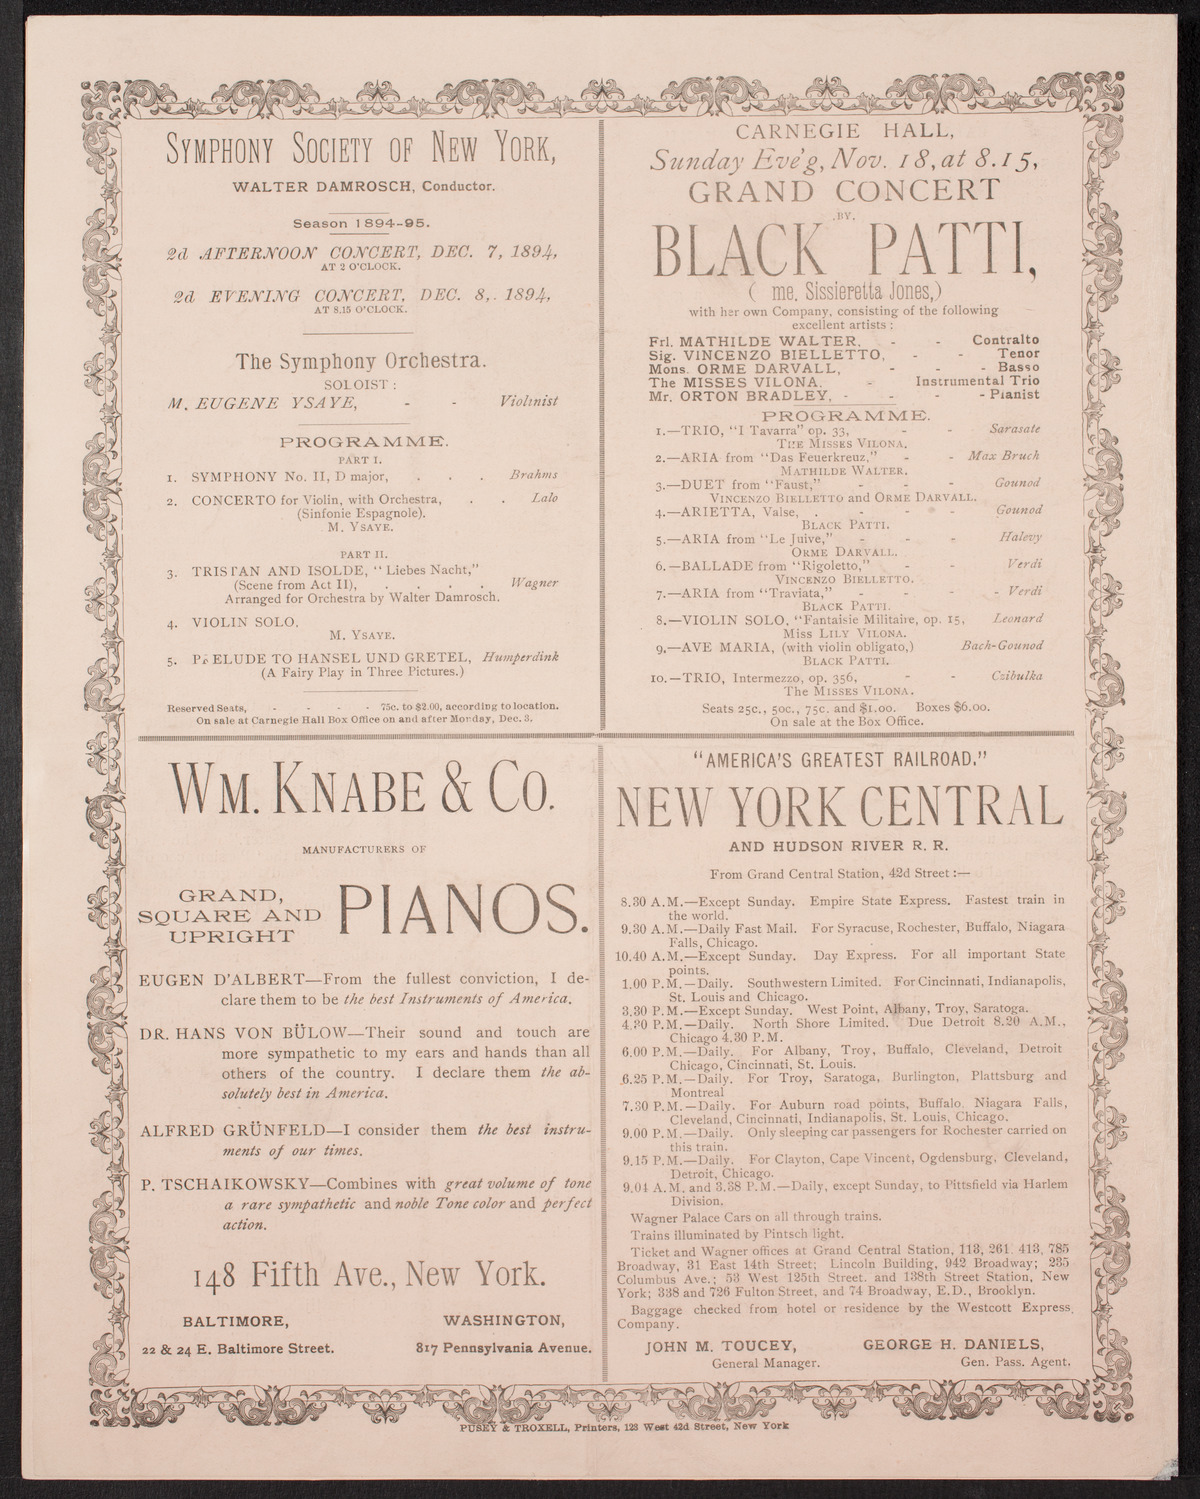 SYMPHONY SOCIETY OF NEW YORK,
WALTER DAMROSCH, Conductor.
Season 1894-95.
2d AFTERNOON CONCERT, DEC. 7, 1894,
AT 2 O'CLOCK.
2d EVENING CONCERT, DEC. 8,. 1894,
AT 8.15 O'CLOCK.
The Symphony Orchestra.
SOLOIST :
M. EUGENE YSAYE, - - Violinist
PROGRAMME.
PART I.
1. SYMPHONY No. II, D major, . . . Brahms
2. CONCERTO for Violin, with Orchestra, . . Lalo
(Sinfonie Espagnole).
M. YSAYE.
PART II.
3. TRISTAN AND ISOLDE, "Liebes Nacht,"
(Scene from Act II), . . . . Wagner
Arranged for Orchestra by Walter Damrosch.
4. VIOLIN SOLO.
M. YSAYE.
5. PRELUDE TO HANSEL UND GRETEL, Humperdink
(A Fairy Play in Three Pictures.)
Reserved Seats, - - - - 75c. to $2.00, according to location.
On sale at Carnegie Hall Box Office on and after Monday, Dec. 3.
CARNEGIE HALL,
Sunday Eve'g, Nov. 18, at 8.15,
GRAND CONCERT
.BY.
BLACK PATTI,
( me. Sissieretta Jones,)
with her own Company, consisting of the following
excellent artists :
Frl. MATHILDE WALTER. - - Contralto
Sig. VINCENZO BIELLETTO, - - Tenor
Mons. ORME DARVALL, - - - Basso
The MISSES VILONA. - Instrumental Trio
Mr. ORTON BRADLEY, - - - - Pianist
PROGRAMME.
1.—TRIO, "I Tavarra" op. 33, - - Sarasate
THE MISSES VILONA.
2.—ARIA from "Das Feuerkreuz," - - Max Bruch
MATHILDE WALTER.
3.—DUET from "Faust," - - - Gounod
VINCENZO BIELLETTO and ORME DARVALL.
4.—ARIETTA, Valse, . - - - Gounod
BLACK PATTI.
5.—ARIA from "Le Juive," - - - Halevy
ORME DARVALL.
6.—BALLADE from "Rigoletto," - - Verdi
VINCENZO BIELLETTO.
7.—ARIA from "Traviata," - - - - Verdi
BLACK PATTI.
8.—VIOLIN SOLO, "Fantaisie Militaire, op. 15, Leonard
Miss LILY VILONA.
9.—AVE MARIA, (with violin obligato,) Bach-Gounod
BLACK PATTI.
10.—TRIO, Intermezzo, op. 356, - - Czibulka
The MISSES VILONA.
Seats 25c., 50c., 75c. and $1.00. Boxes $6.00.
On sale at the Box Office.
WM. KNABE & CO.
MANUFACTURERS OF
GRAND,
SQUARE AND
UPRIGHT
PIANOS.
EUGEN D'ALBERT—From the fullest conviction, I de-
clare them to be the best Instruments of America.
DR. HANS VON BÜLOW—Their sound and touch are
more sympathetic to my ears and hands than all
others of the country. I declare them the ab-
solutely best in America.
ALFRED GRÜNFELD—I consider them the best instru-
ments of our times.
P. TSCHAIKOWSKY—Combines with great volume of tone
a rare sympathetic and noble Tone color and perfect
action.
148 Fifth Ave., New York.
BALTIMORE, WASHINGTON,
22 & 24 E. Baltimore Street. 817 Pennsylvania Avenue.
"AMERICA'S GREATEST RAILROAD."
NEW YORK CENTRAL
AND HUDSON RIVER R. R.
From Grand Central Station, 42d Street :—
8.30 A.M.—Except Sunday. Empire State Express. Fastest train in
the world.
9.30 A.M.—Daily Fast Mail. For Syracuse, Rochester, Buffalo, Niagara
Falls, Chicago.
10.40 A.M.—Except Sunday. Day Express. For all important State
points.
1.00 P.M.—Daily. Southwestern Limited. For Cincinnati, Indianapolis,
St. Louis and Chicago.
3.30 P.M.—Except Sunday. West Point, Albany, Troy, Saratoga.
4.30 P.M.—Daily. North Shore Limited. Due Detroit 8.20 A.M.,
Chicago 4.30 P.M.
6.00 P.M.—Daily. For Albany, Troy, Buffalo, Cleveland, Detroit
Chicago, Cincinnati, St. Louis.
6.25 P.M.—Daily. For Troy, Saratoga, Burlington, Plattsburg and
Montreal
7.30 P.M.—Daily. For Auburn road points, Buffalo, Niagara Falls,
Cleveland, Cincinnati, Indianapolis, St. Louis, Chicago.
9.00 P.M.—Daily. Only sleeping car passengers for Rochester carried on
this train.
9.15 P.M.—Daily. For Clayton, Cape Vincent, Ogdensburg, Cleveland,
Detroit, Chicago.
9.04 A.M. and 3.38 P.M.—Daily, except Sunday, to Pittsfield via Harlem
Division.
Wagner Palace Cars on all through trains.
Trains illuminated by Pintsch light.
Ticket and Wagner offices at Grand Central Station, 113, 261. 413, 785
Broadway, 31 East 14th Street; Lincoln Building, 942 Broadway; 235
Columbus Ave.; 53 West 125th Street. and 138th Street Station, New
York; 338 and 726 Fulton Street, and 74 Broadway, E.D., Brooklyn.
Baggage checked from hotel or residence by the Westcott Express
Company.
JOHN M. TOUCEY, GEORGE H. DANIELS,
General Manager. Gen. Pass. Agent.
PUSEY & TROXELL, Printers, 123 West 42d Street, New York